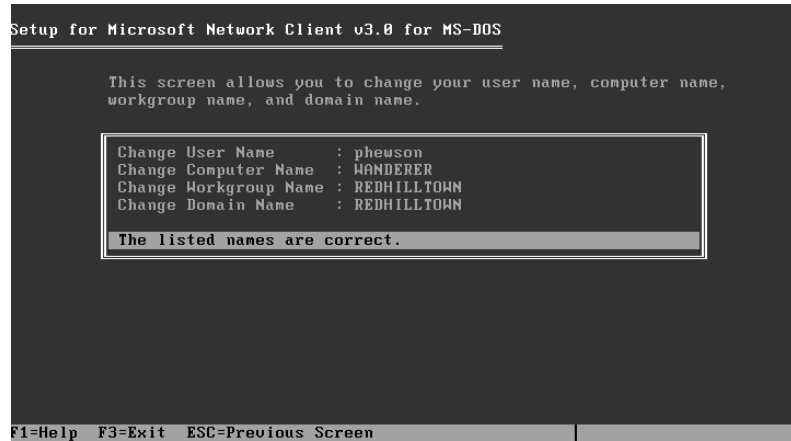 Setup for Microsoft Network Client v3.0 for MS-DOS
This screen allows you to change your user name, computer name,
workgroup name, and domain name.
Change User Name : phewson
Change Computer Name : WANDERER
Change Workgroup Name : REDHILLTOWN
Change Domain Name : REDHILLTOWN
The listed names are correct.
F1=Help F3=Exit ESC=Previous Screen